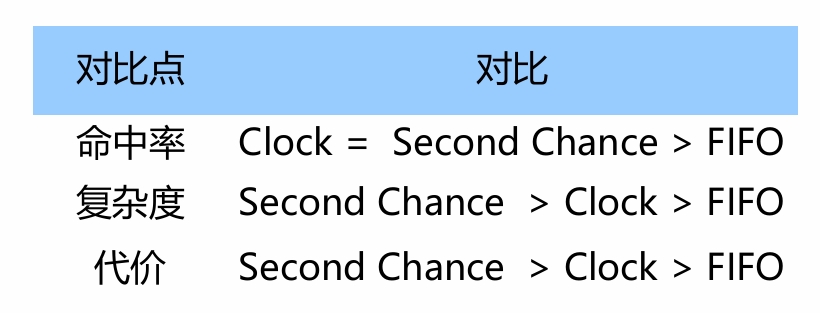 对比点 对比
命中率 Clock = Second Chance > FIFO
复杂度 Second Chance > Clock > FIFO
代价 Second Chance > Clock > FIFO